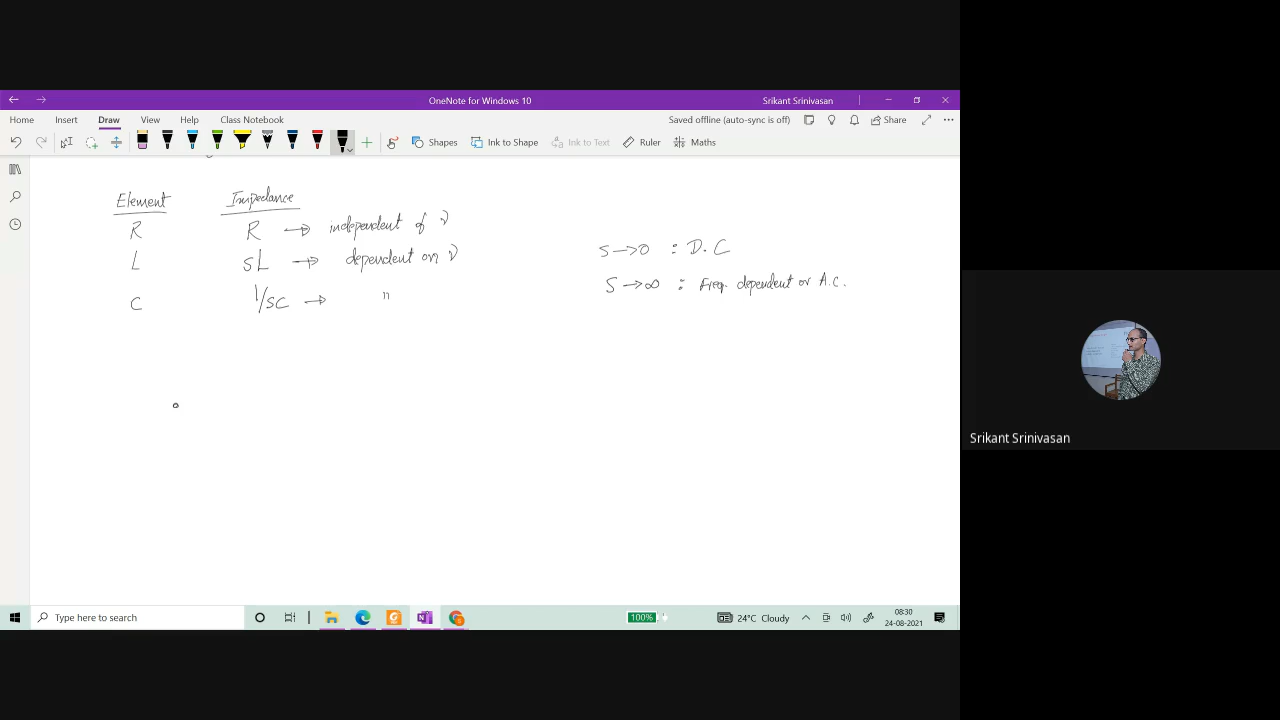 OneNote for Windows 10
Srikant Srinivasan
Home Insert Draw View Help Class Notebook
Saved offline (auto-sync is off) Share
Shapes Ink to Shape Ink to Text Ruler Maths
Element Impedance
R R → independent of ν
L sL → dependent on ν
C 1/sC → "
s → 0 : D.C
s → ∞ : Freq. dependent or A.C.
Srikant Srinivasan
Type here to search
100%
24°C Cloudy
08:30
24-08-2021